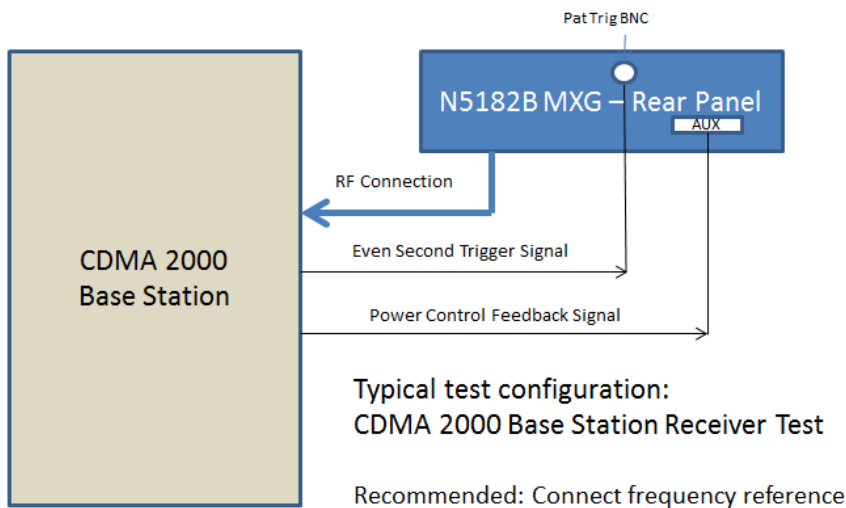 Pat Trig BNC
N5182B MXG – Rear Panel
AUX
RF Connection
Even Second Trigger Signal
CDMA 2000
Base Station
Power Control Feedback Signal
Typical test configuration:
CDMA 2000 Base Station Receiver Test
Recommended: Connect frequency reference